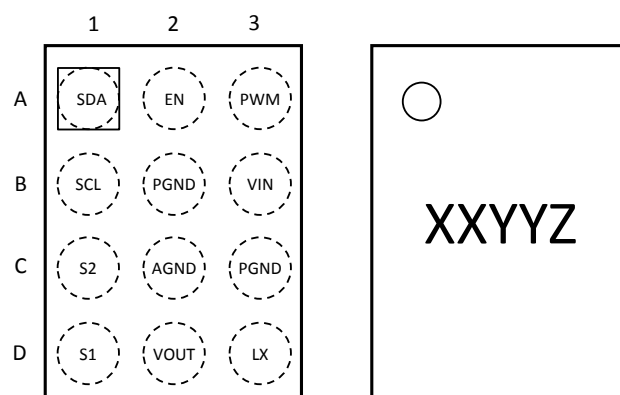 1 2 3
A SDA EN PWM
B SCL PGND VIN
C S2 AGND PGND
D S1 VOUT LX
XXYYZ